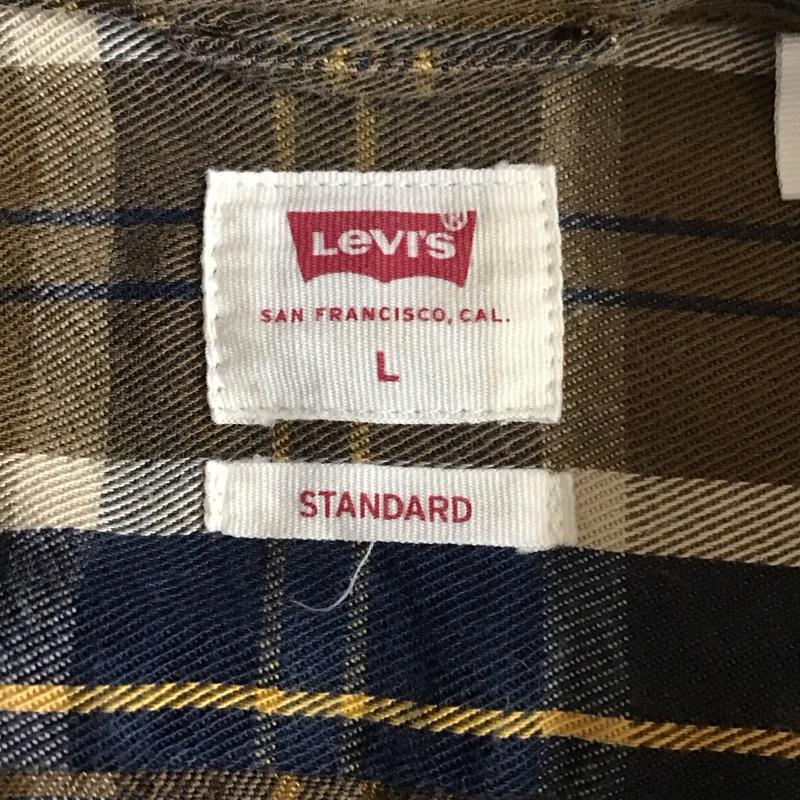 LEVI'S®
SAN FRANCISCO, CAL.
L
STANDARD